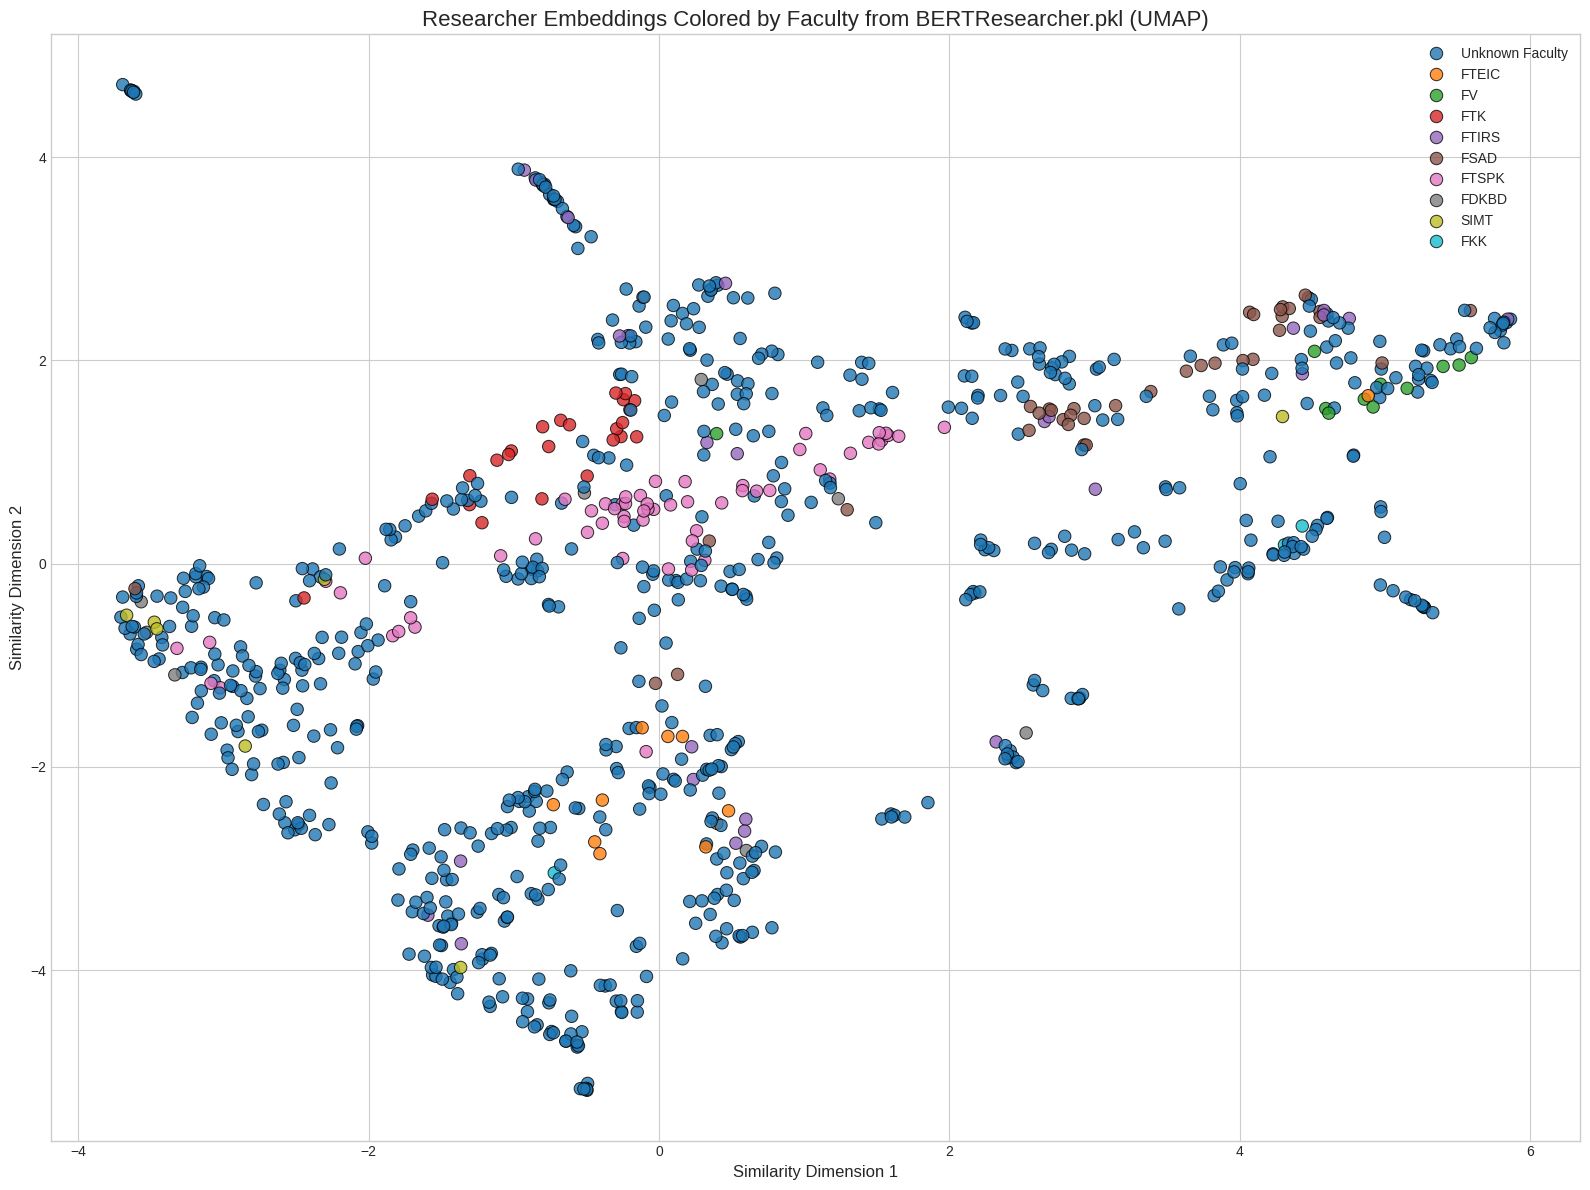 Researcher Embeddings Colored by Faculty from BERTResearcher.pkl (UMAP)
Unknown Faculty
FTEIC
FV
FTK
FTIRS
FSAD
FTSPK
FDKBD
SIMT
FKK
4
2
0
−2
−4
Similarity Dimension 2
−4
−2
0
2
4
6
Similarity Dimension 1